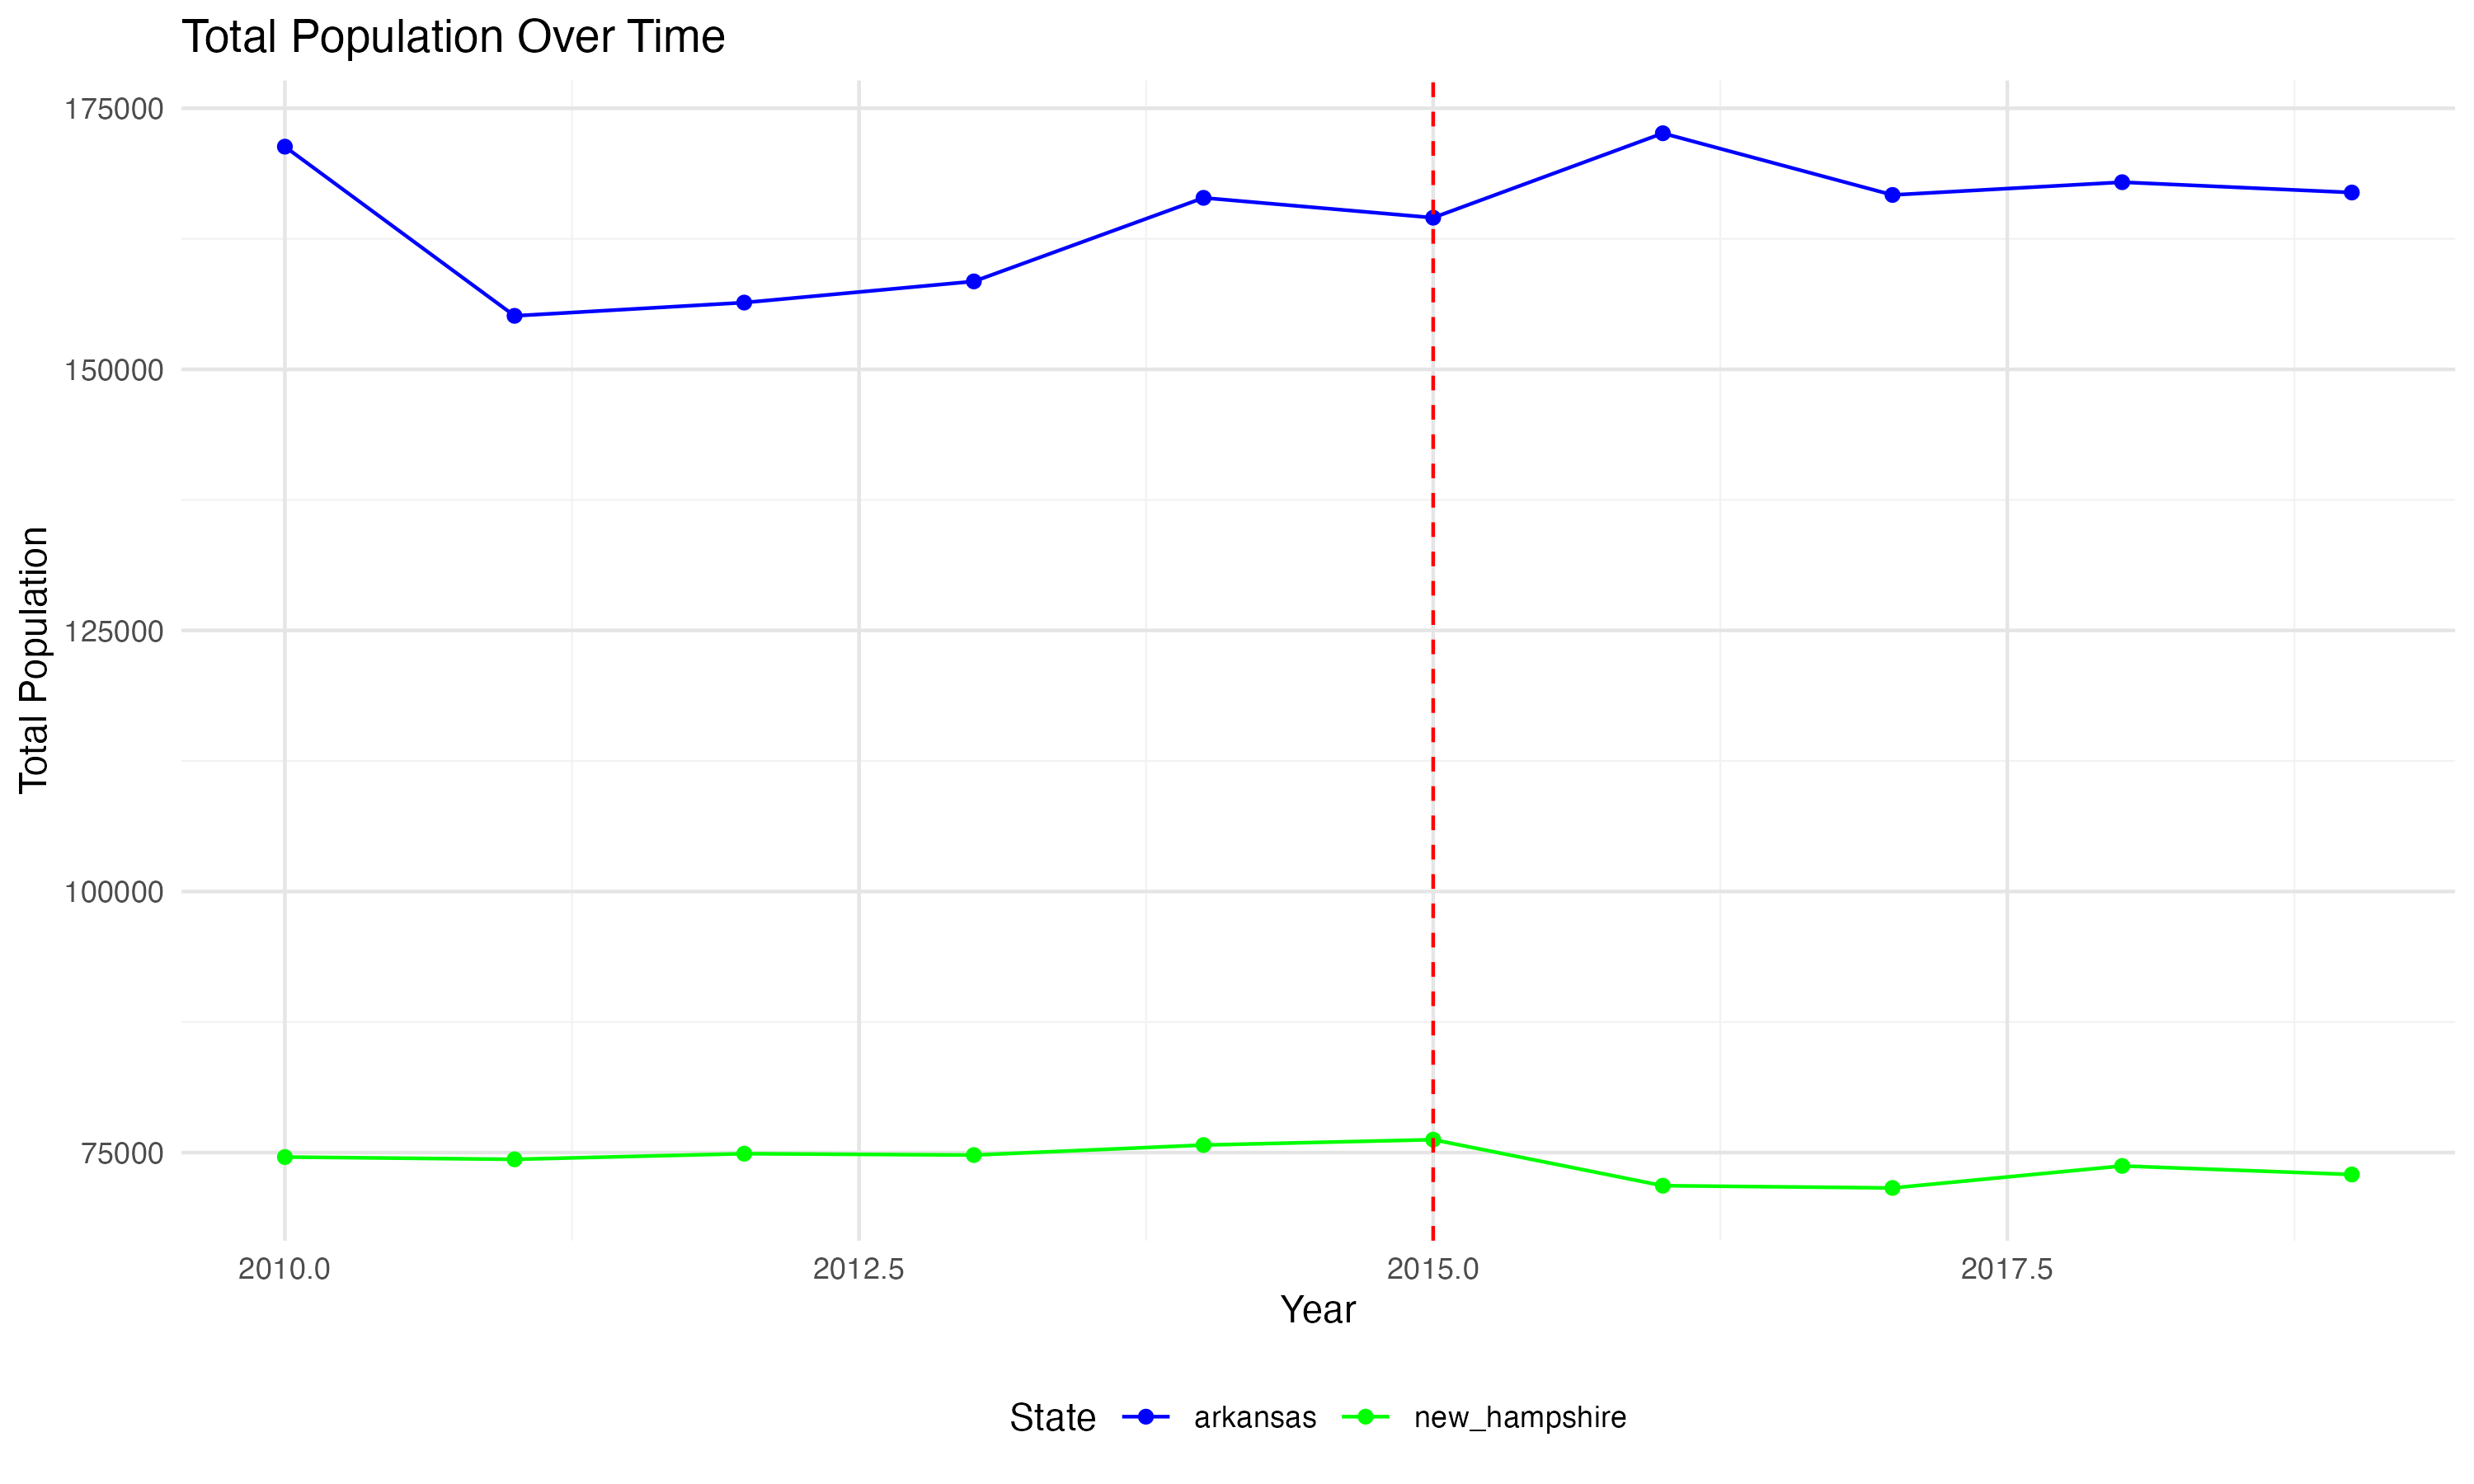 Total Population Over Time
175000
150000
125000
100000
75000
Total Population
2010.0 2012.5 2015.0 2017.5
Year
State arkansas new_hampshire